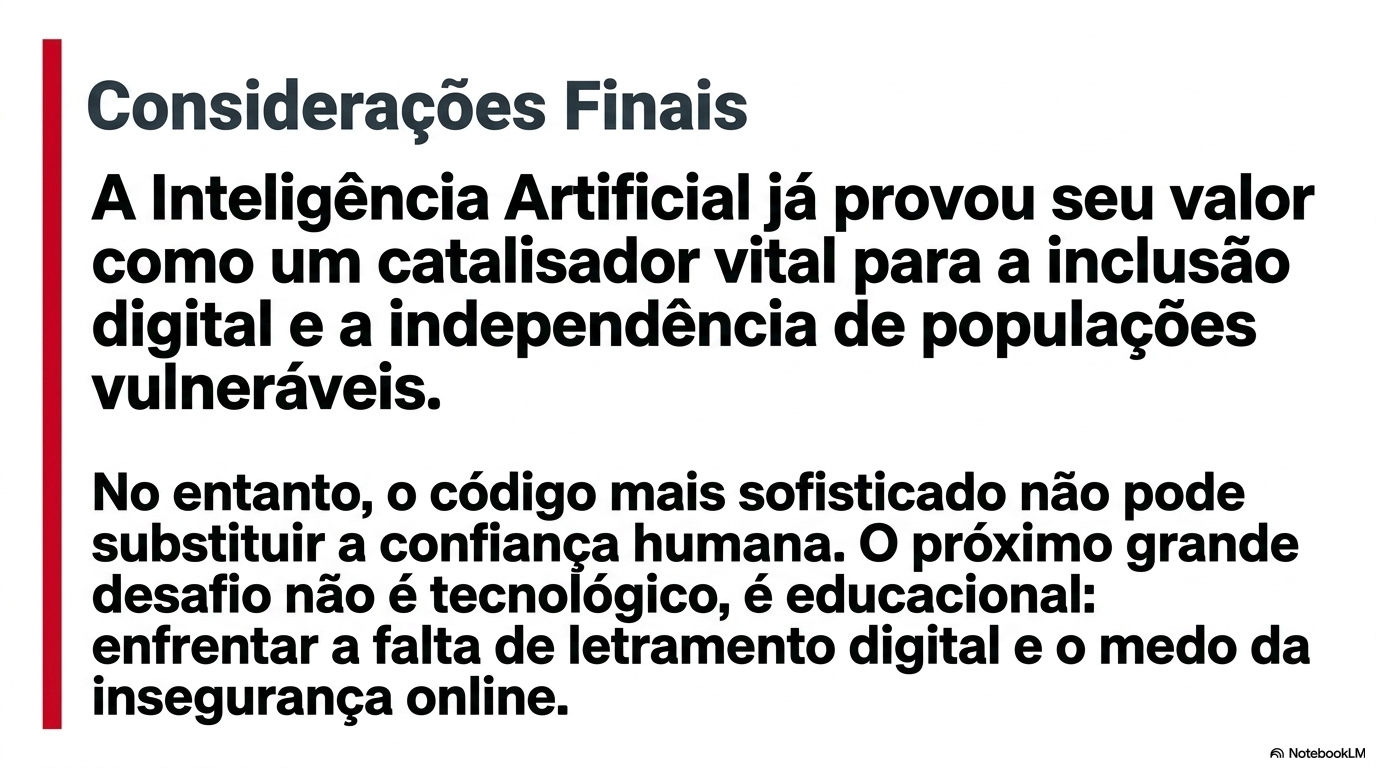 Considerações Finais
A Inteligência Artificial já provou seu valor
como um catalisador vital para a inclusão
digital e a independência de populações
vulneráveis.
No entanto, o código mais sofisticado não pode
substituir a confiança humana. O próximo grande
desafio não é tecnológico, é educacional:
enfrentar a falta de letramento digital e o medo da
insegurança online.
NotebookLM